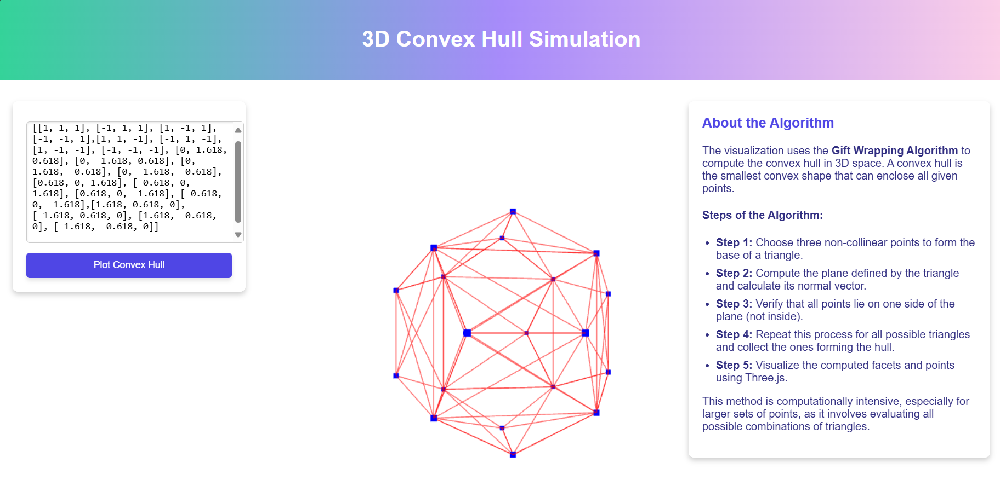 3D Convex Hull Simulation
[[1, 1, 1], [-1, 1, 1], [1, -1, 1],
[-1, -1, 1],[1, 1, -1], [-1, 1, -1],
[1, -1, -1], [-1, -1, -1], [0, 1.618,
0.618], [0, -1.618, 0.618], [0,
1.618, -0.618], [0, -1.618, -0.618],
[0.618, 0, 1.618], [-0.618, 0,
1.618], [0.618, 0, -1.618], [-0.618,
0, -1.618],[1.618, 0.618, 0],
[-1.618, 0.618, 0], [1.618, -0.618,
0], [-1.618, -0.618, 0]]
Plot Convex Hull
About the Algorithm
The visualization uses the Gift Wrapping Algorithm to
compute the convex hull in 3D space. A convex hull is
the smallest convex shape that can enclose all given
points.
Steps of the Algorithm:
• Step 1: Choose three non-collinear points to form the
base of a triangle.
• Step 2: Compute the plane defined by the triangle
and calculate its normal vector.
• Step 3: Verify that all points lie on one side of the
plane (not inside).
• Step 4: Repeat this process for all possible triangles
and collect the ones forming the hull.
• Step 5: Visualize the computed facets and points
using Three.js.
This method is computationally intensive, especially for
larger sets of points, as it involves evaluating all
possible combinations of triangles.